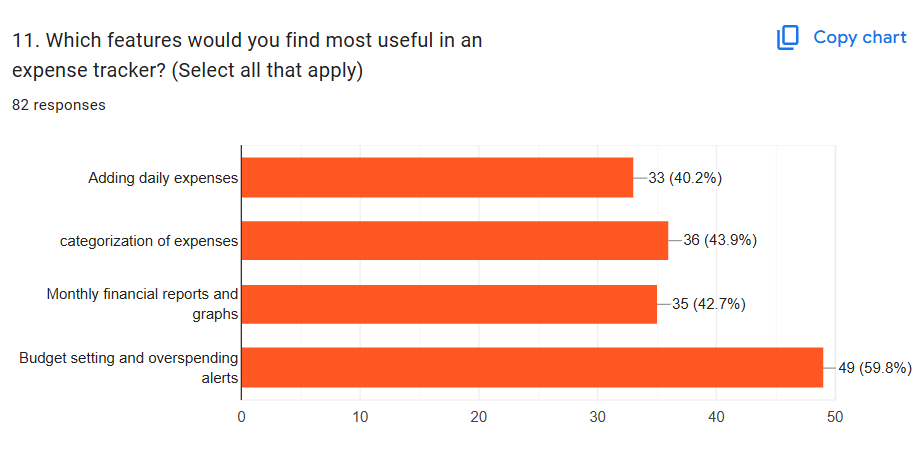 11. Which features would you find most useful in an
expense tracker? (Select all that apply)
Copy chart
82 responses
Adding daily expenses
33 (40.2%)
categorization of expenses
36 (43.9%)
Monthly financial reports and
graphs
35 (42.7%)
Budget setting and overspending
alerts
49 (59.8%)
0 10 20 30 40 50